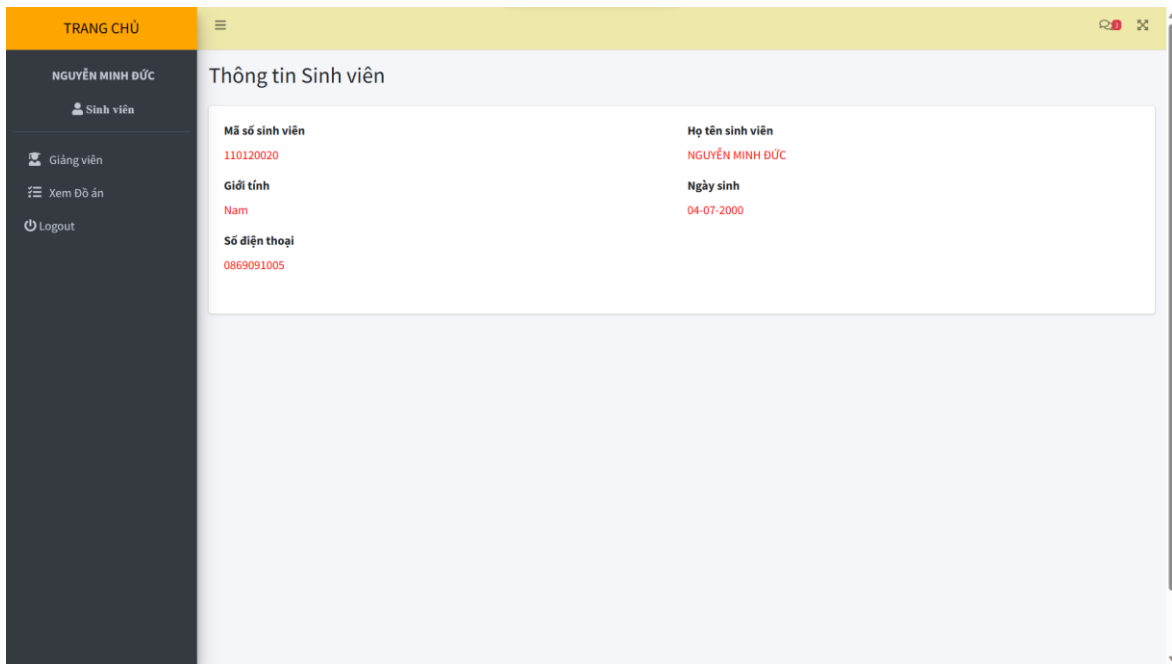 TRANG CHỦ
NGUYỄN MINH ĐỨC
Sinh viên
Giảng viên
Xem Đồ án
Logout
Thông tin Sinh viên
Mã số sinh viên
110120020
Họ tên sinh viên
NGUYỄN MINH ĐỨC
Giới tính
Nam
Ngày sinh
04-07-2000
Số điện thoại
0869091005